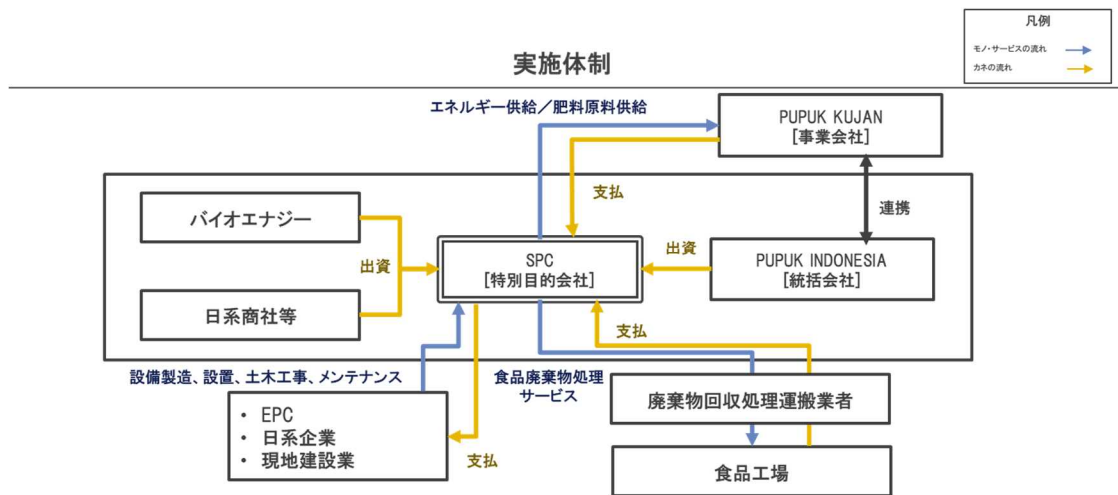 凡例
モノ・サービスの流れ
カネの流れ
実施体制
エネルギー供給／肥料原料供給
PUPUK KUJAN
[事業会社]
支払
連携
バイオエナジー
出資
日系商社等
SPC
[特別目的会社]
出資
PUPUK INDONESIA
[統括会社]
支払
設備製造、設置、土木工事、メンテナンス
食品廃棄物処理
サービス
• EPC
• 日系企業
• 現地建設業
支払
廃棄物回収処理運搬業者
食品工場